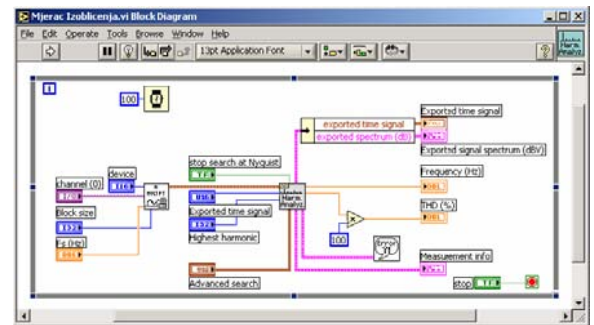 Mjerac Izoblicenja.vi Block Diagram
File Edit Operate Tools Browse Window Help
13pt Application Font
100
exported time signal
exported spectrum (dB)
Exported time signal
Exported signal spectrum (dBV)
stop search at Nyquist
TF
device
channel (0)
Frequency (Hz)
Block size
Exported time signal
Highest harmonic
THD (%)
100
Fs (Hz)
Advanced search
Measurement info
stop
TF